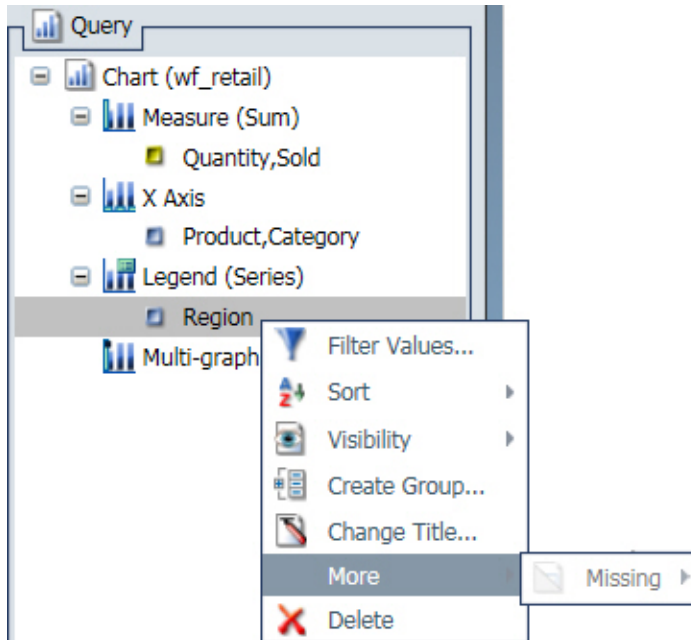 Query
Chart (wf_retail)
Measure (Sum)
Quantity,Sold
X Axis
Product,Category
Legend (Series)
Region
Multi-graph
Filter Values...
Sort
Visibility
Create Group...
Change Title...
More
Missing
Delete